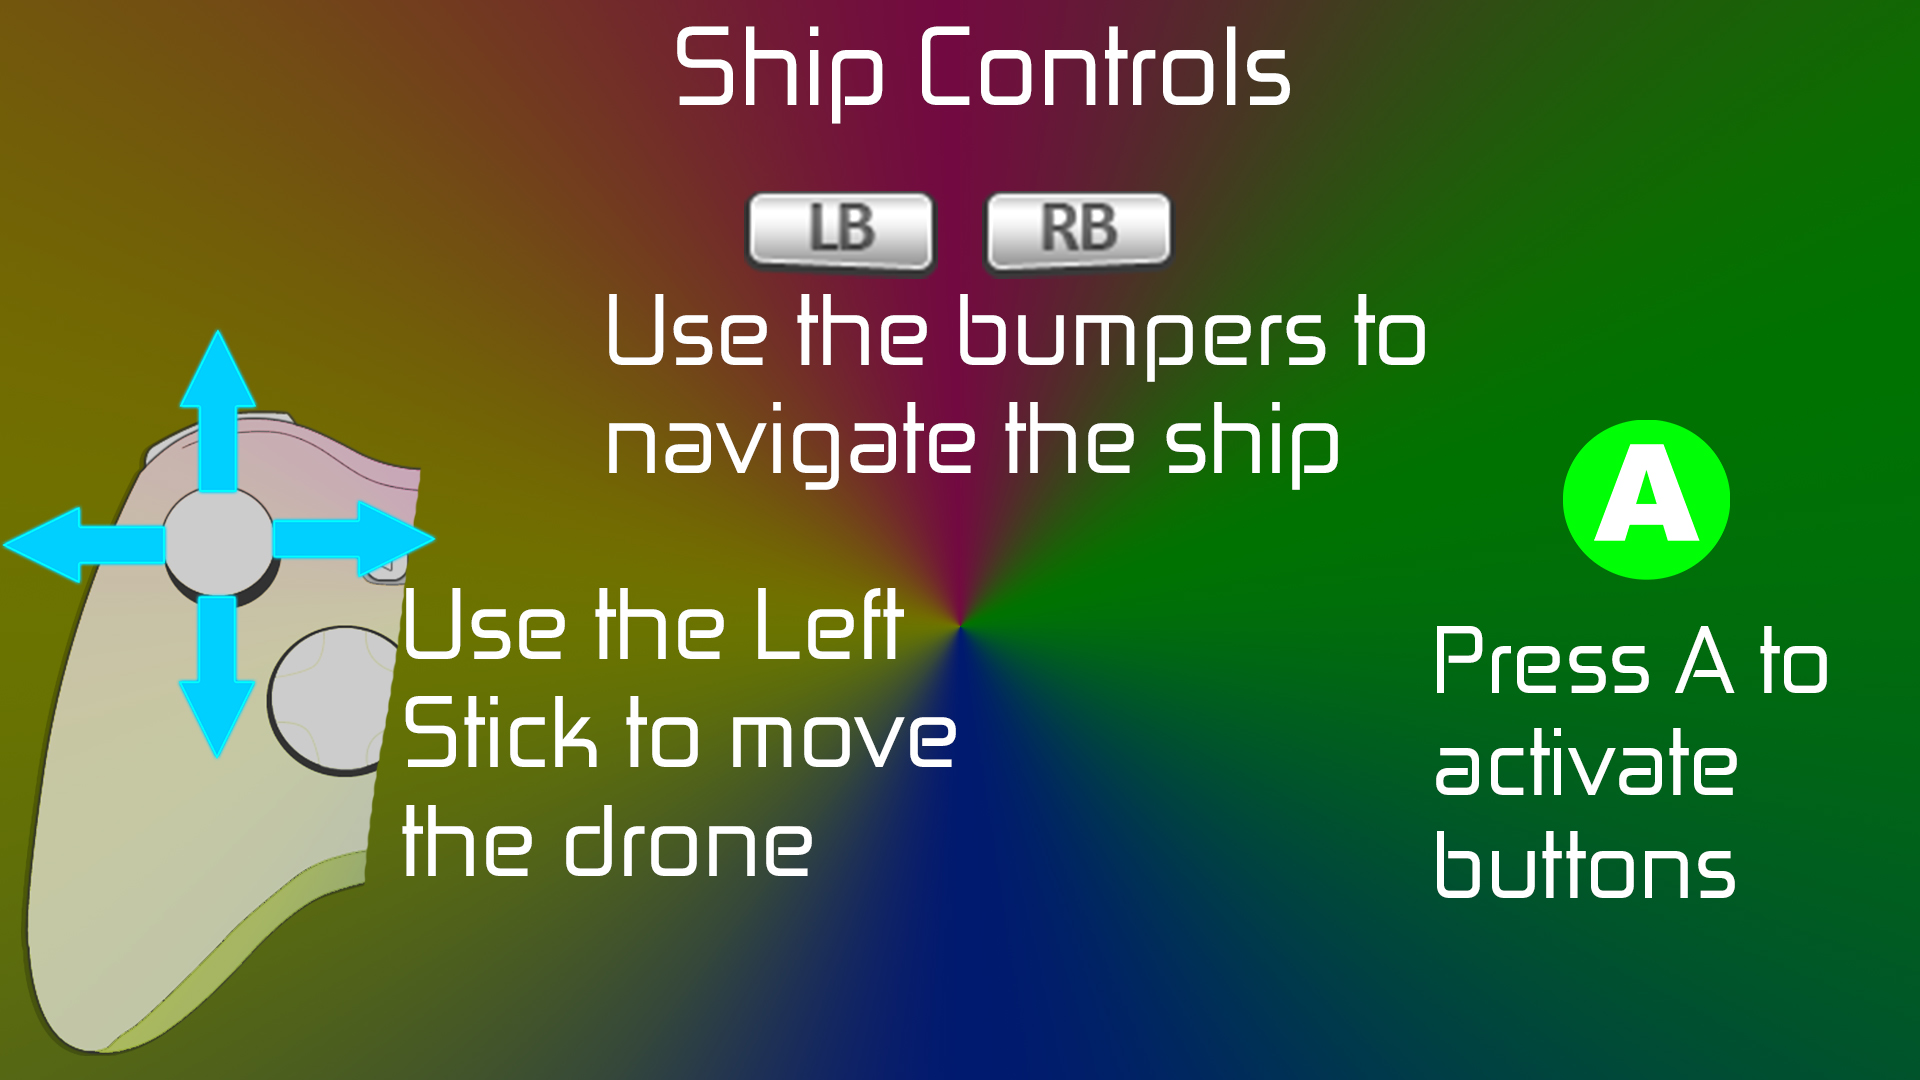 Ship Controls
LB RB
Use the bumpers to
navigate the ship
Use the Left
Stick to move
the drone
A
Press A to
activate
buttons